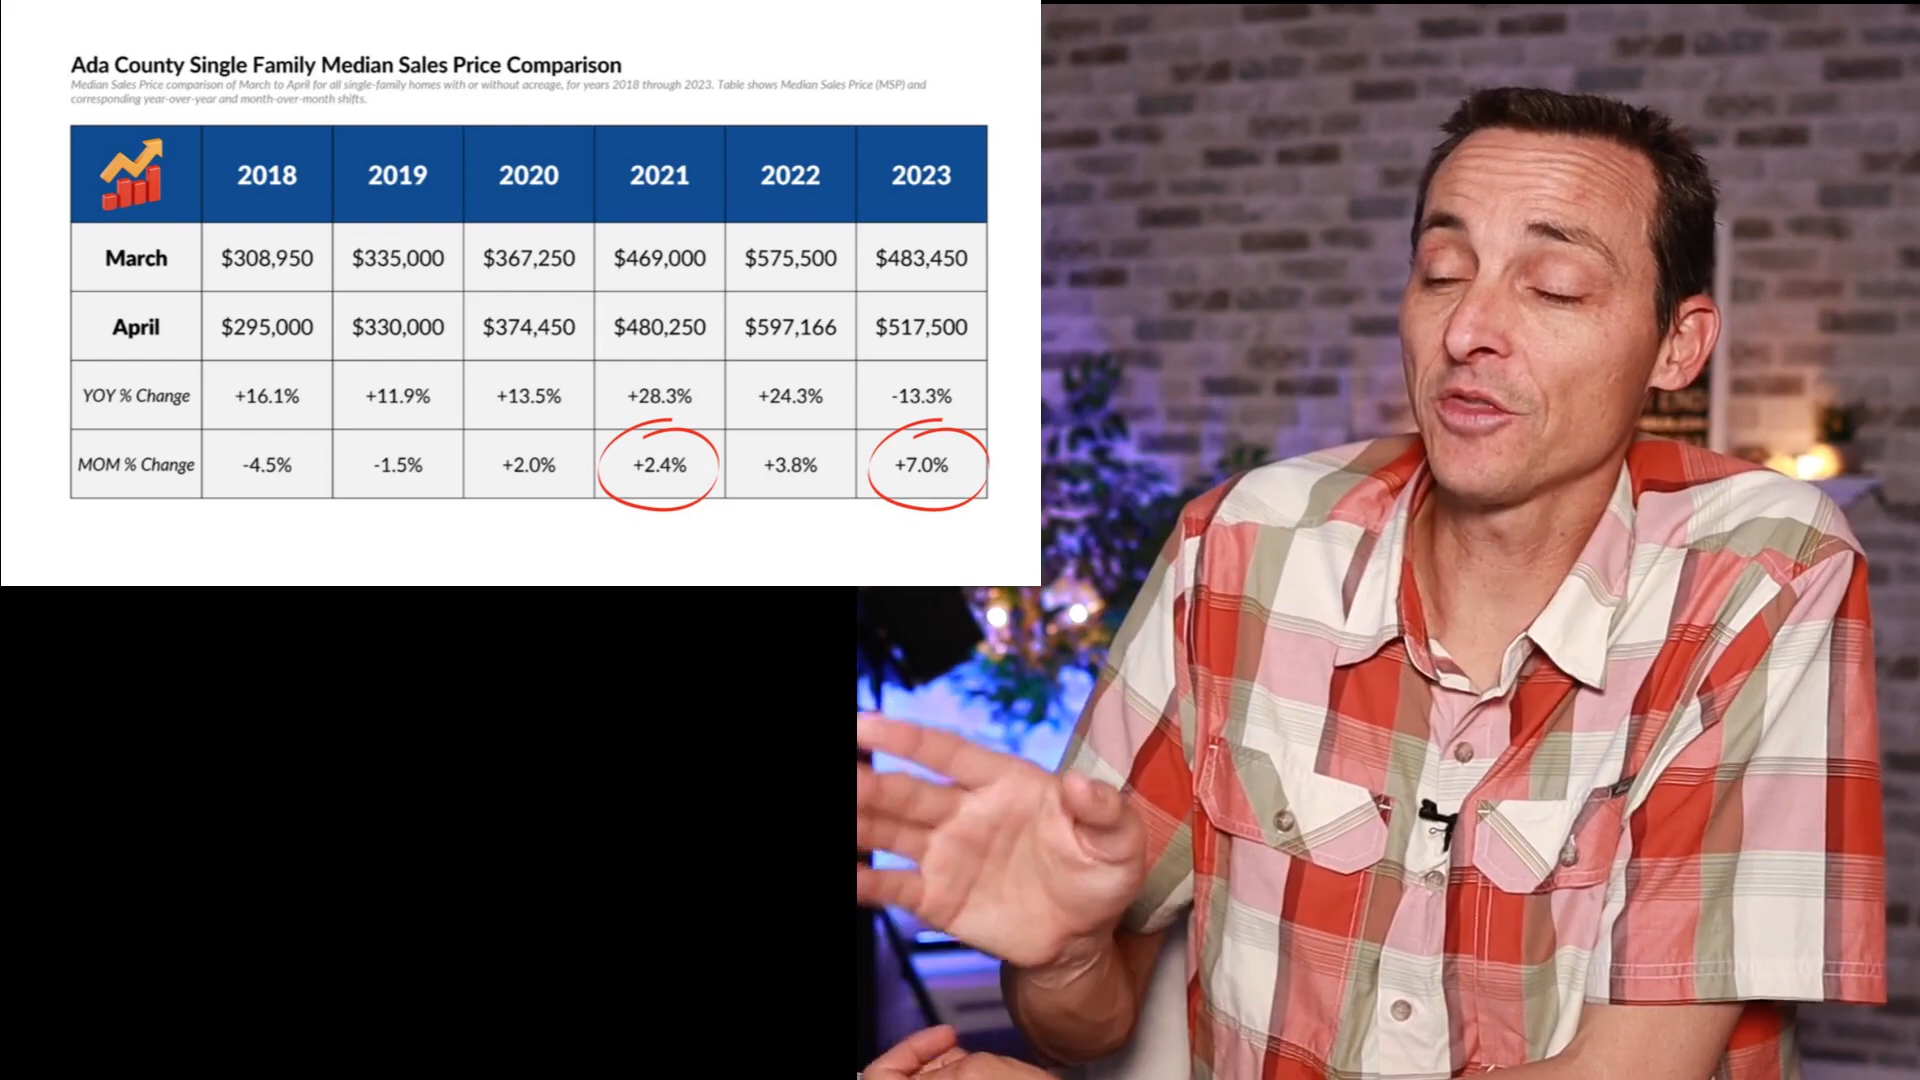 Ada County Single Family Median Sales Price Comparison
Median Sales Price comparison of March to April for all single-family homes with or without acreage, for years 2018 through 2023. Table shows Median Sales Price (MSP) and
corresponding year-over-year and month-over-month shifts.
2018 2019 2020 2021 2022 2023
March $308,950 $335,000 $367,250 $469,000 $575,500 $483,450
April $295,000 $330,000 $374,450 $480,250 $597,166 $517,500
YOY % Change +16.1% +11.9% +13.5% +28.3% +24.3% -13.3%
MOM % Change -4.5% -1.5% +2.0% +2.4% +3.8% +7.0%